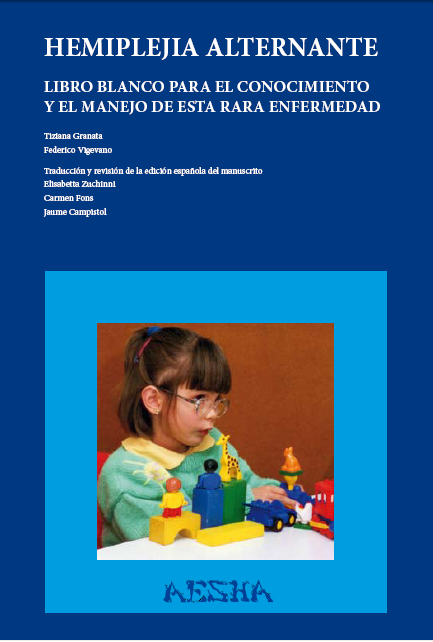 HEMIPLEJIA ALTERNANTE
LIBRO BLANCO PARA EL CONOCIMIENTO
Y EL MANEJO DE ESTA RARA ENFERMEDAD
Tiziana Granata
Federico Vigevano
Traducción y revisión de la edición española del manuscrito
Elisabetta Zuchinni
Carmen Fons
Jaume Campistol
AESHA